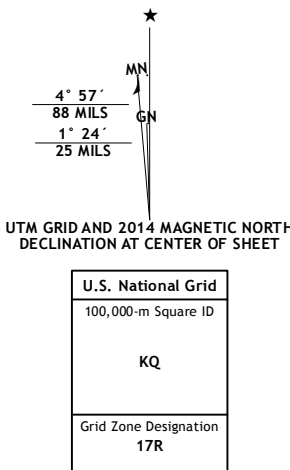 MN
4° 57´
88 MILS
GN
1° 24´
25 MILS
UTM GRID AND 2014 MAGNETIC NORTH
DECLINATION AT CENTER OF SHEET
U.S. National Grid
100,000-m Square ID
KQ
Grid Zone Designation
17R